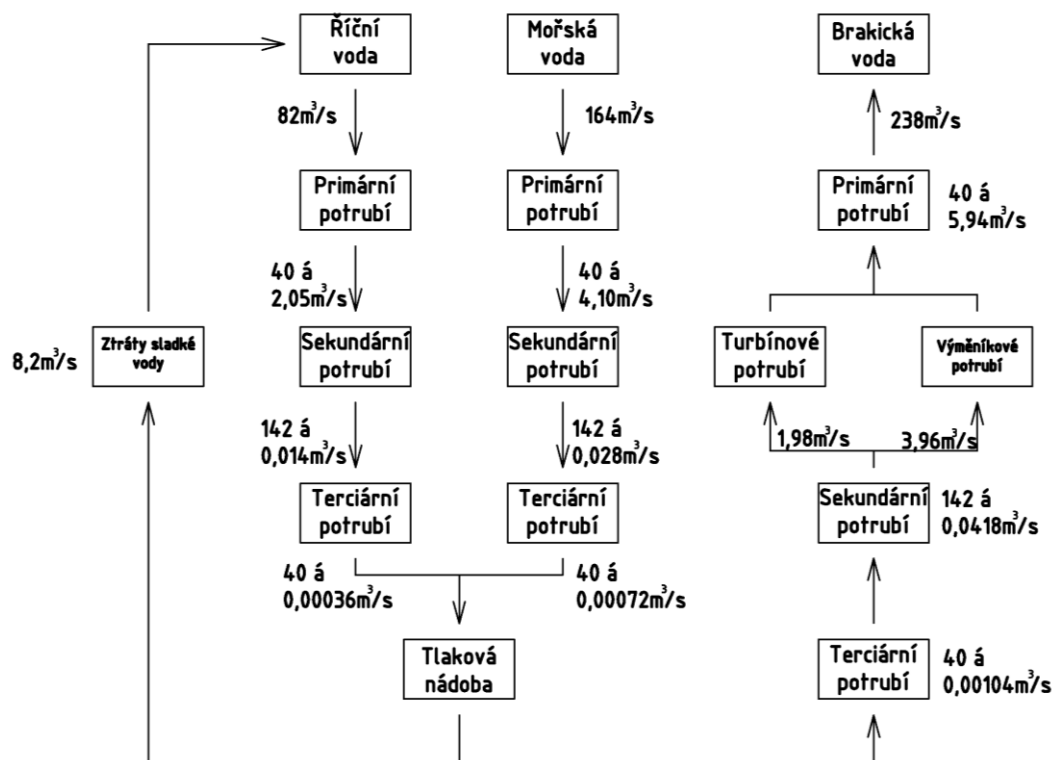 Říční
voda
Mořská
voda
Brakická
voda
82m³/s
164m³/s
238m³/s
Primární
potrubí
Primární
potrubí
Primární
potrubí
40 á
5,94m³/s
40 á
2,05m³/s
40 á
4,10m³/s
8,2m³/s
Ztráty sladké
vody
Sekundární
potrubí
Sekundární
potrubí
Turbínové
potrubí
Výměníkové
potrubí
142 á
0,014m³/s
142 á
0,028m³/s
1,98m³/s
3,96m³/s
Terciární
potrubí
Terciární
potrubí
Sekundární
potrubí
142 á
0,0418m³/s
40 á
0,00036m³/s
40 á
0,00072m³/s
Tlaková
nádoba
Terciární
potrubí
40 á
0,00104m³/s